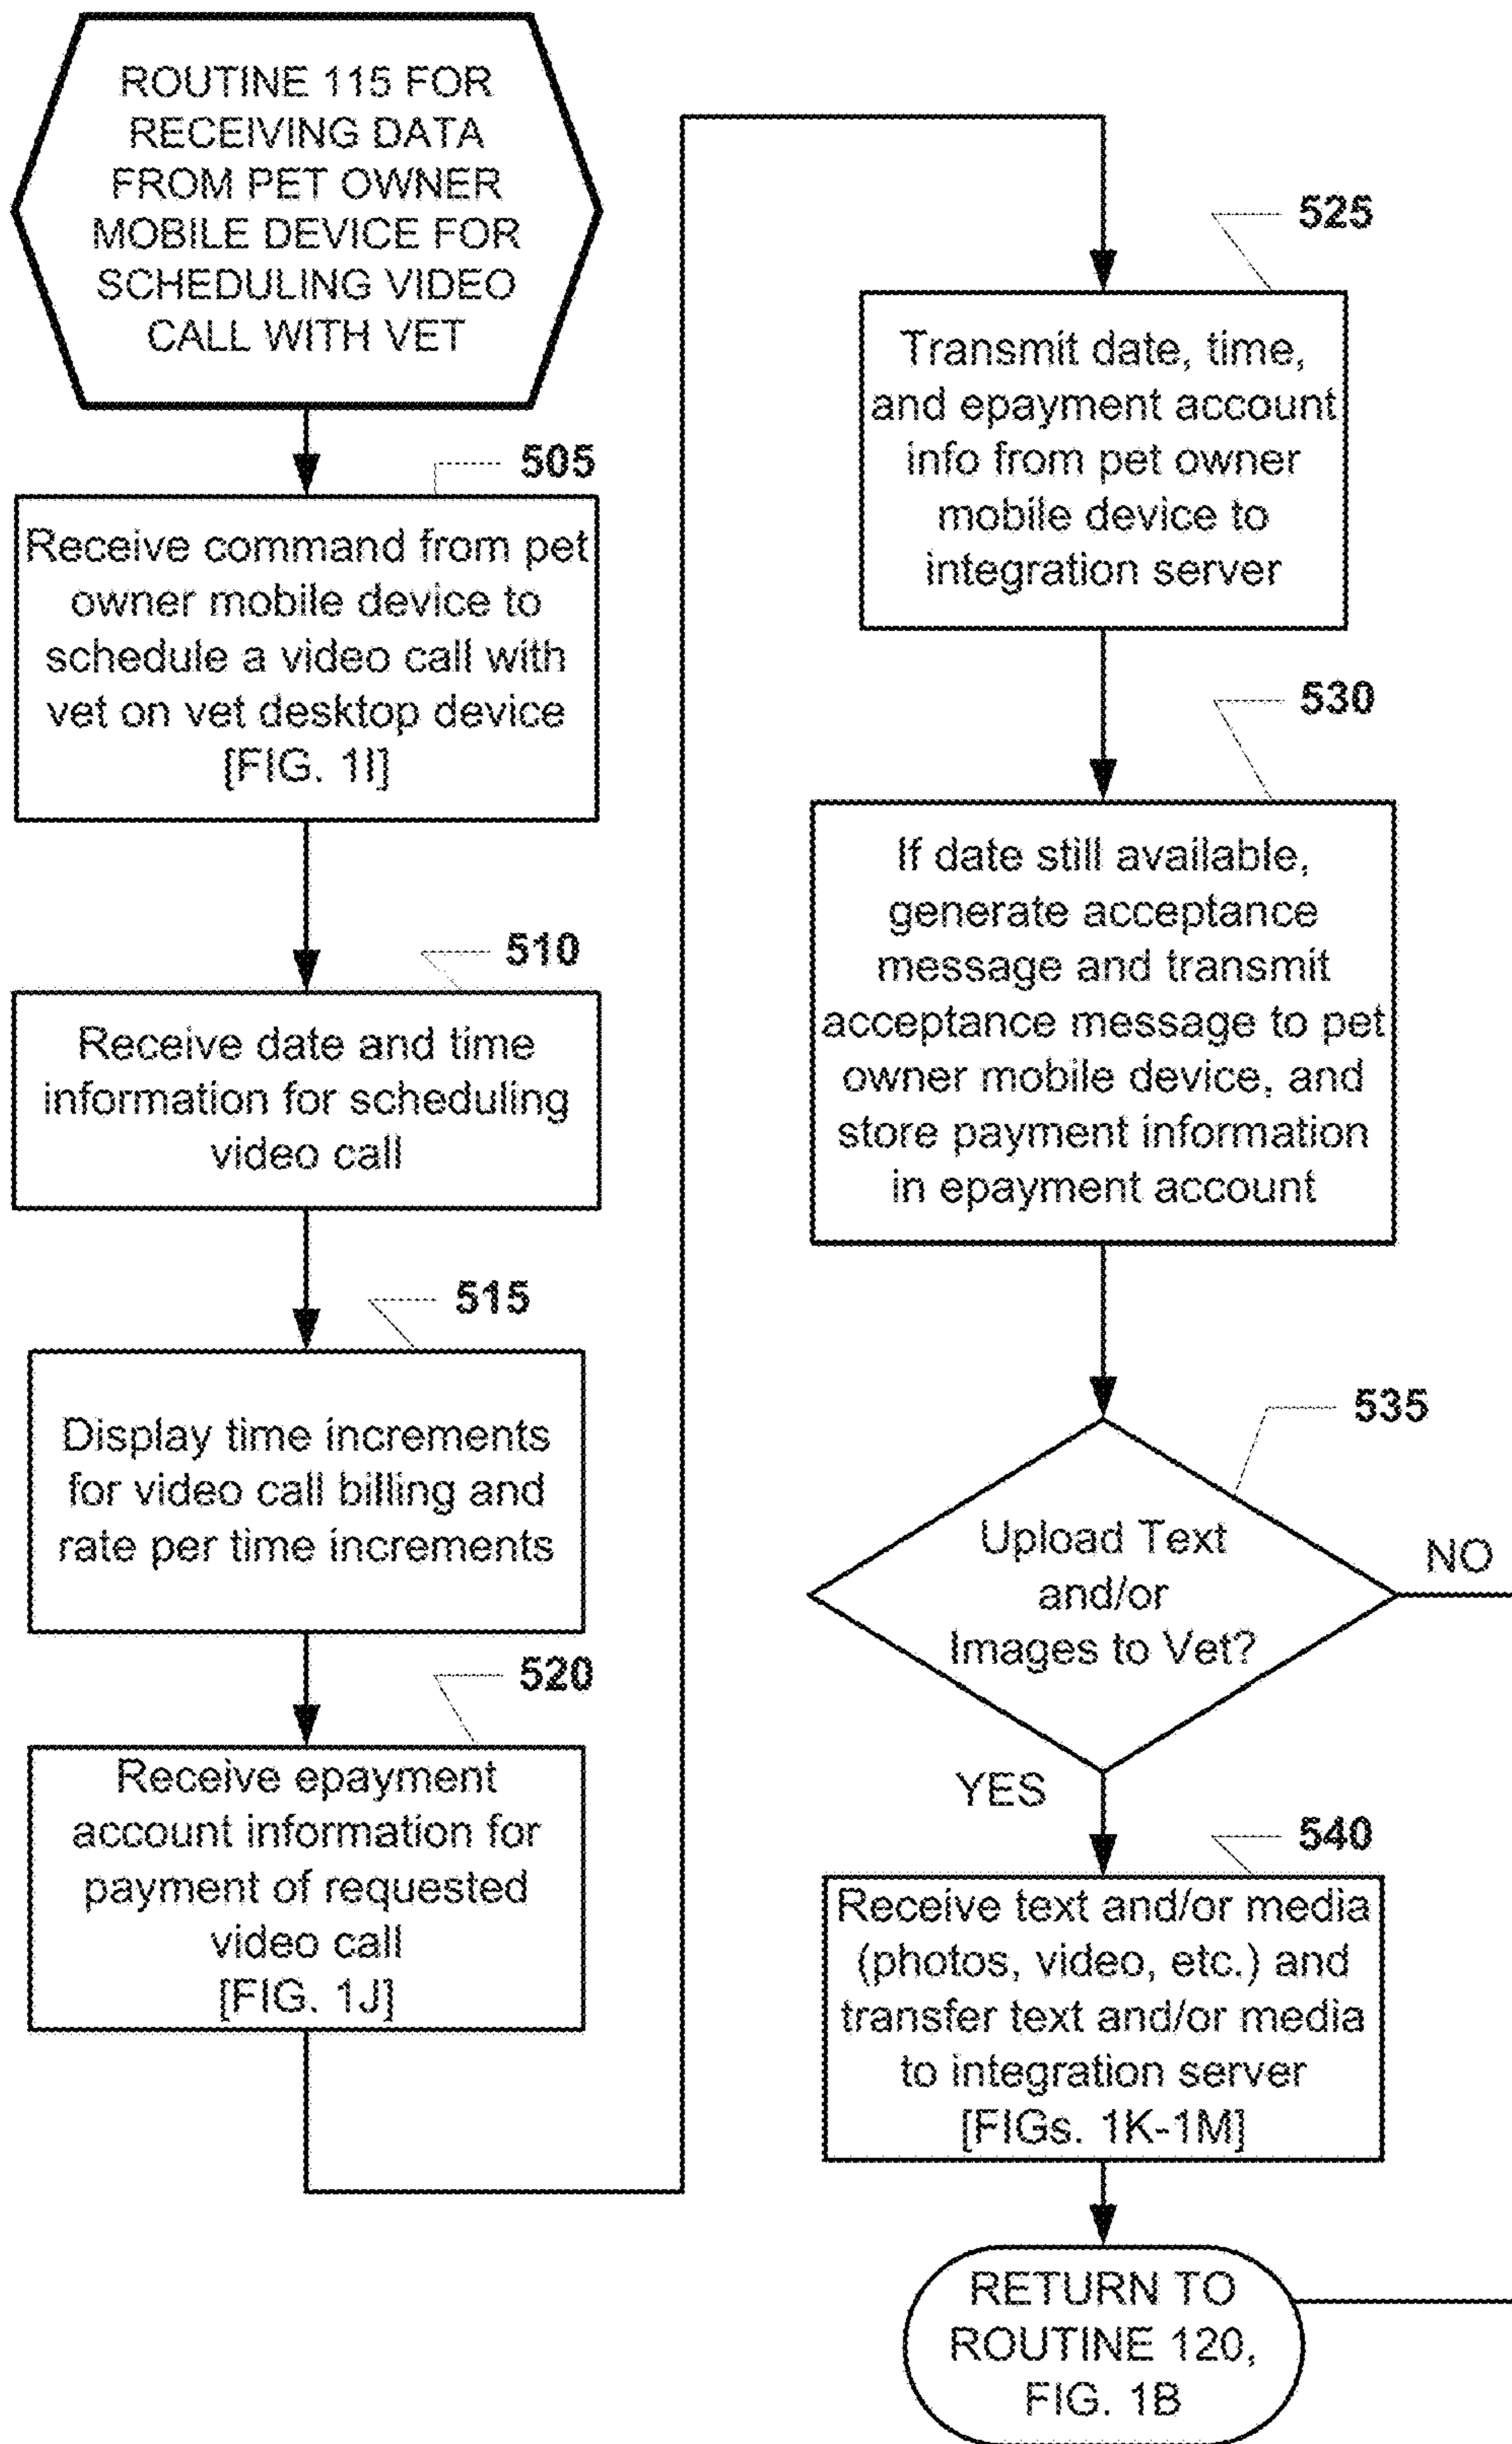 ROUTINE 115 FOR
RECEIVING DATA
FROM PET OWNER
MOBILE DEVICE FOR
SCHEDULING VIDEO
CALL WITH VET
505
Receive command from pet
owner mobile device to
schedule a video call with
vet on vet desktop device
[FIG. 1I]
510
Receive date and time
information for scheduling
video call
515
Display time increments
for video call billing and
rate per time increments
520
Receive epayment
account information for
payment of requested
video call
[FIG. 1J]
525
Transmit date, time,
and epayment account
info from pet owner
mobile device to
integration server
530
If date still available,
generate acceptance
message and transmit
acceptance message to pet
owner mobile device, and
store payment information
in epayment account
535
Upload Text
and/or
Images to Vet?
NO
YES
540
Receive text and/or media
(photos, video, etc.) and
transfer text and/or media
to integration server
[FIGs. 1K-1M]
RETURN TO
ROUTINE 120,
FIG. 1B